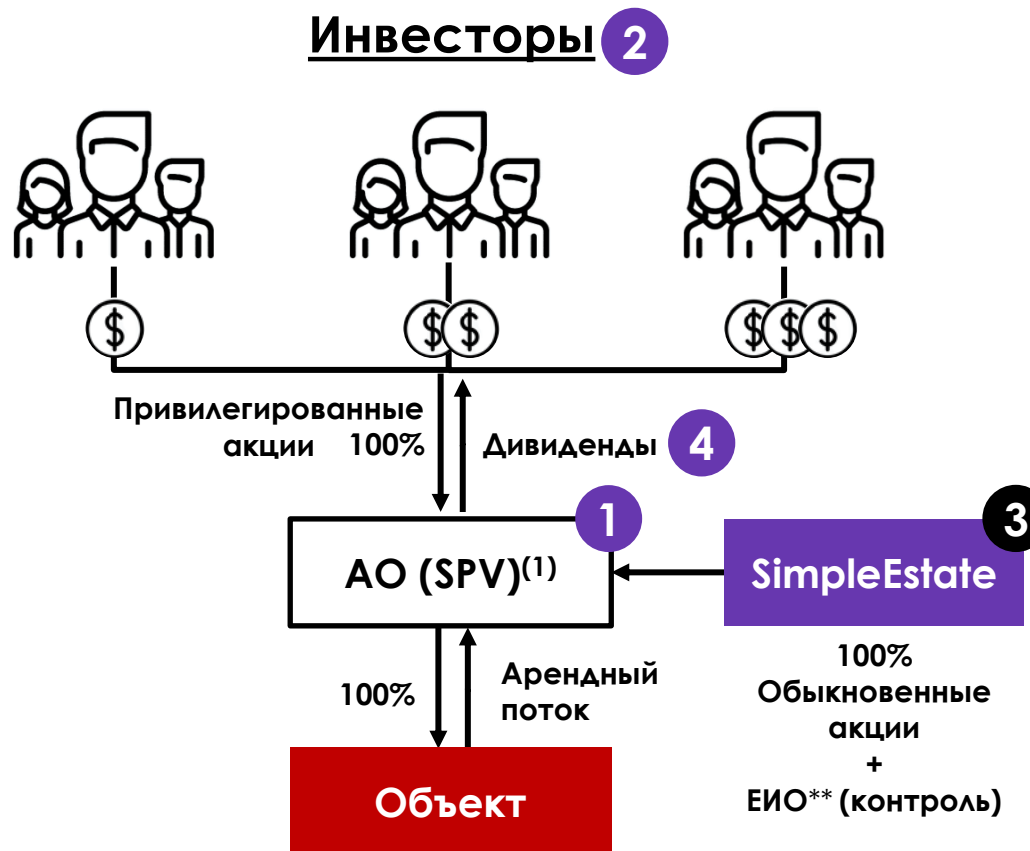 Инвесторы 2
$ $ $ $ $ $
Привилегированные
акции 100%
Дивиденды 4
1
АО (SPV)(1)
3
SimpleEstate
100%
Обыкновенные
акции
+
ЕИО** (контроль)
100%
Арендный
поток
Объект